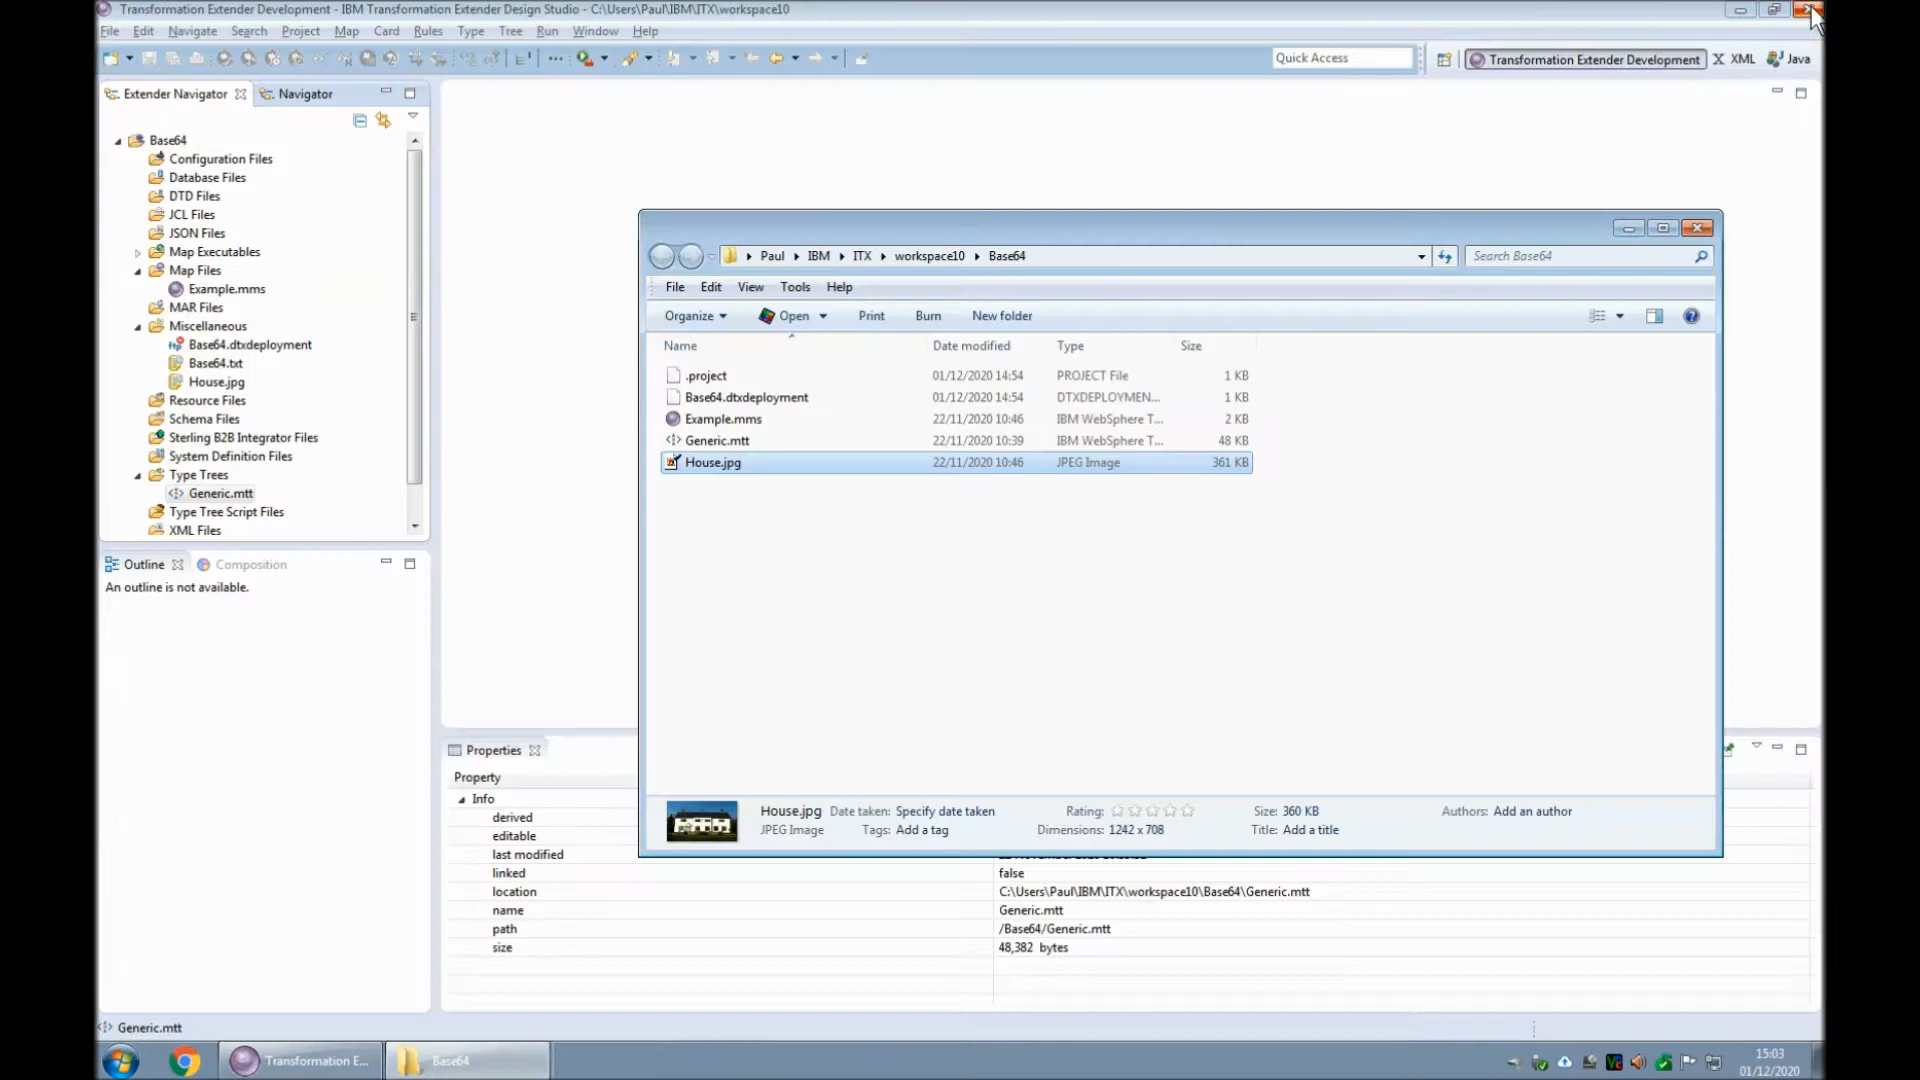 Transformation Extender Development - IBM Transformation Extender Design Studio - C:\Users\Paul\IBM\ITX\workspace10
File Edit Navigate Search Project Map Card Rules Type Tree Run Window Help
Quick Access
Transformation Extender Development
XML
Java
Extender Navigator
Navigator
Base64
Configuration Files
Database Files
DTD Files
JCL Files
JSON Files
Map Executables
Map Files
Example.mms
MAR Files
Miscellaneous
Base64.dtxdeployment
Base64.txt
House.jpg
Resource Files
Schema Files
Sterling B2B Integrator Files
System Definition Files
Type Trees
Generic.mtt
Type Tree Script Files
XML Files
Outline
Composition
An outline is not available.
Paul IBM ITX workspace10 Base64
Search Base64
File Edit View Tools Help
Organize Open Print Burn New folder
Name Date modified Type Size
.project 01/12/2020 14:54 PROJECT File 1 KB
Base64.dtxdeployment 01/12/2020 14:54 DTXDEPLOYMEN... 1 KB
Example.mms 22/11/2020 10:46 IBM WebSphere T... 2 KB
Generic.mtt 22/11/2020 10:39 IBM WebSphere T... 48 KB
House.jpg 22/11/2020 10:46 JPEG Image 361 KB
House.jpg Date taken: Specify date taken Rating: Size: 360 KB Authors: Add an author
JPEG Image Tags: Add a tag Dimensions: 1242 x 708 Title: Add a title
Properties
Property
Info
derived
editable
last modified
linked false
location C:\Users\Paul\IBM\ITX\workspace10\Base64\Generic.mtt
name Generic.mtt
path /Base64/Generic.mtt
size 48,382 bytes
Generic.mtt
Transformation E...
Base64
15:03
01/12/2020